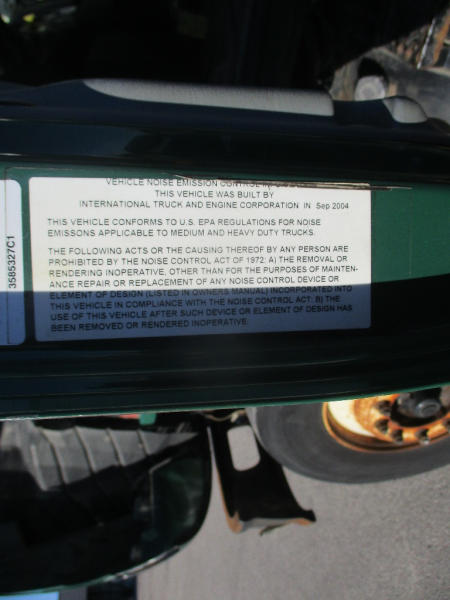 VEHICLE NOISE EMISSION CONTROL
THIS VEHICLE WAS BUILT BY
INTERNATIONAL TRUCK AND ENGINE CORPORATION IN Sep 2004
THIS VEHICLE CONFORMS TO U.S. EPA REGULATIONS FOR NOISE
EMISSONS APPLICABLE TO MEDIUM AND HEAVY DUTY TRUCKS.
THE FOLLOWING ACTS OR THE CAUSING THEREOF BY ANY PERSON ARE
PROHIBITED BY THE NOISE CONTROL ACT OF 1972: A) THE REMOVAL OR
RENDERING INOPERATIVE, OTHER THAN FOR THE PURPOSES OF MAINTEN-
ANCE REPAIR OR REPLACEMENT OF ANY NOISE CONTROL DEVICE OR
ELEMENT OF DESIGN (LISTED IN OWNERS MANUAL) INCORPORATED INTO
THIS VEHICLE IN COMPLIANCE WITH THE NOISE CONTROL ACT: B) THE
USE OF THIS VEHICLE AFTER SUCH DEVICE OR ELEMENT OF DESIGN HAS
BEEN REMOVED OR RENDERED INOPERATIVE.
3585327C1